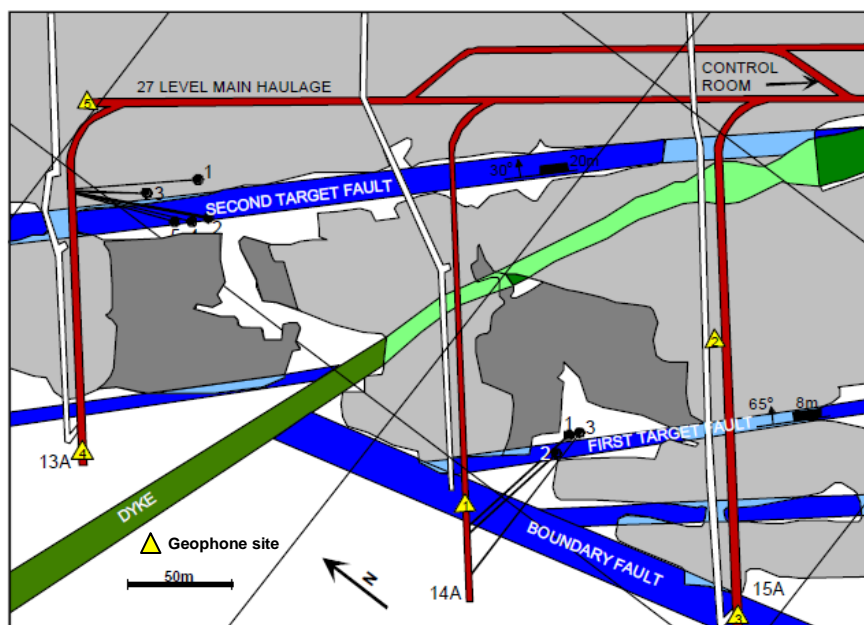 5
27 LEVEL MAIN HAULAGE
CONTROL
ROOM
1
3
2
SECOND TARGET FAULT
30°
20m
2
1
3
2
FIRST TARGET FAULT
65°
8m
13A
4
DYKE
1
BOUNDARY FAULT
Geophone site
50m
N
14A
15A
3